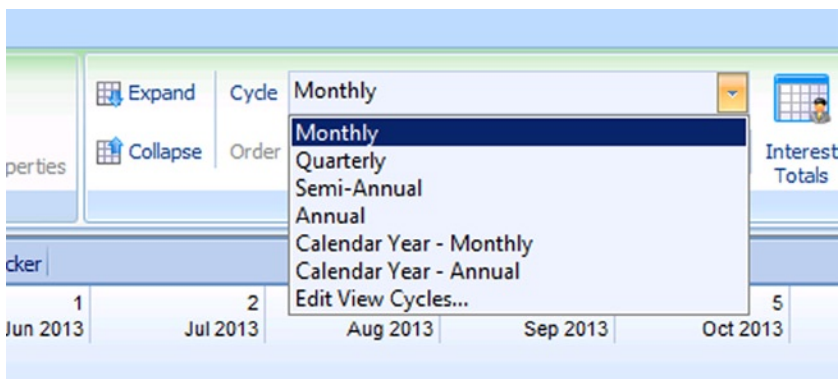 Expand Cycle Monthly
Monthly
Collapse Order Quarterly Interest
perties Semi-Annual Totals
Annual
Calendar Year - Monthly
cker Calendar Year - Annual
1 2 Edit View Cycles... 5
Jun 2013 Jul 2013 Aug 2013 Sep 2013 Oct 2013